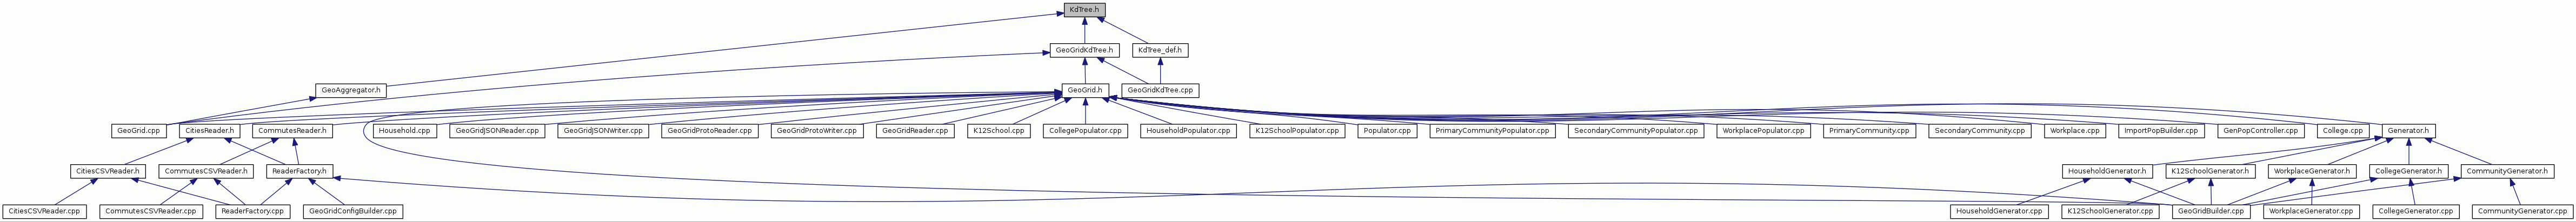 KdTree.h
GeoGridKdTree.h
KdTree_def.h
GeoAggregator.h
GeoGrid.h
GeoGridKdTree.cpp
GeoGrid.cpp
CitiesReader.h
CommutesReader.h
Household.cpp
GeoGridJSONReader.cpp
GeoGridJSONWriter.cpp
GeoGridProtoReader.cpp
GeoGridProtoWriter.cpp
GeoGridReader.cpp
K12School.cpp
CollegePopulator.cpp
HouseholdPopulator.cpp
K12SchoolPopulator.cpp
Populator.cpp
PrimaryCommunityPopulator.cpp
SecondaryCommunityPopulator.cpp
WorkplacePopulator.cpp
PrimaryCommunity.cpp
SecondaryCommunity.cpp
Workplace.cpp
ImportPopBuilder.cpp
GenPopController.cpp
College.cpp
Generator.h
CitiesCSVReader.h
CommutesCSVReader.h
ReaderFactory.h
HouseholdGenerator.h
K12SchoolGenerator.h
WorkplaceGenerator.h
CollegeGenerator.h
CommunityGenerator.h
CitiesCSVReader.cpp
CommutesCSVReader.cpp
ReaderFactory.cpp
GeoGridConfigBuilder.cpp
HouseholdGenerator.cpp
K12SchoolGenerator.cpp
GeoGridBuilder.cpp
WorkplaceGenerator.cpp
CollegeGenerator.cpp
CommunityGenerator.cpp